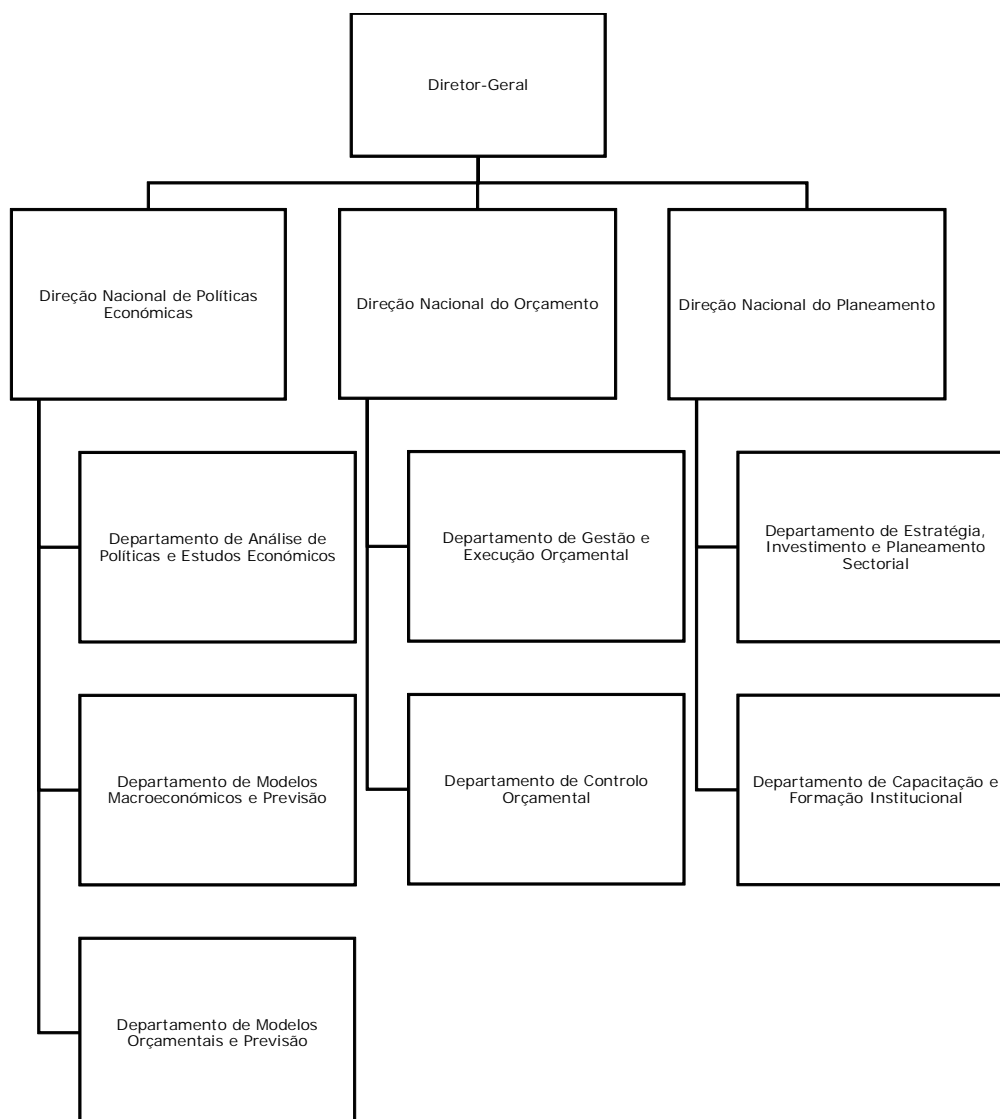 Diretor-Geral
Direção Nacional de Políticas
Económicas
Direção Nacional do Orçamento
Direção Nacional do Planeamento
Departamento de Análise de
Políticas e Estudos Económicos
Departamento de Gestão e
Execução Orçamental
Departamento de Estratégia,
Investimento e Planeamento
Sectorial
Departamento de Modelos
Macroeconómicos e Previsão
Departamento de Controlo
Orçamental
Departamento de Capacitação e
Formação Institucional
Departamento de Modelos
Orçamentais e Previsão